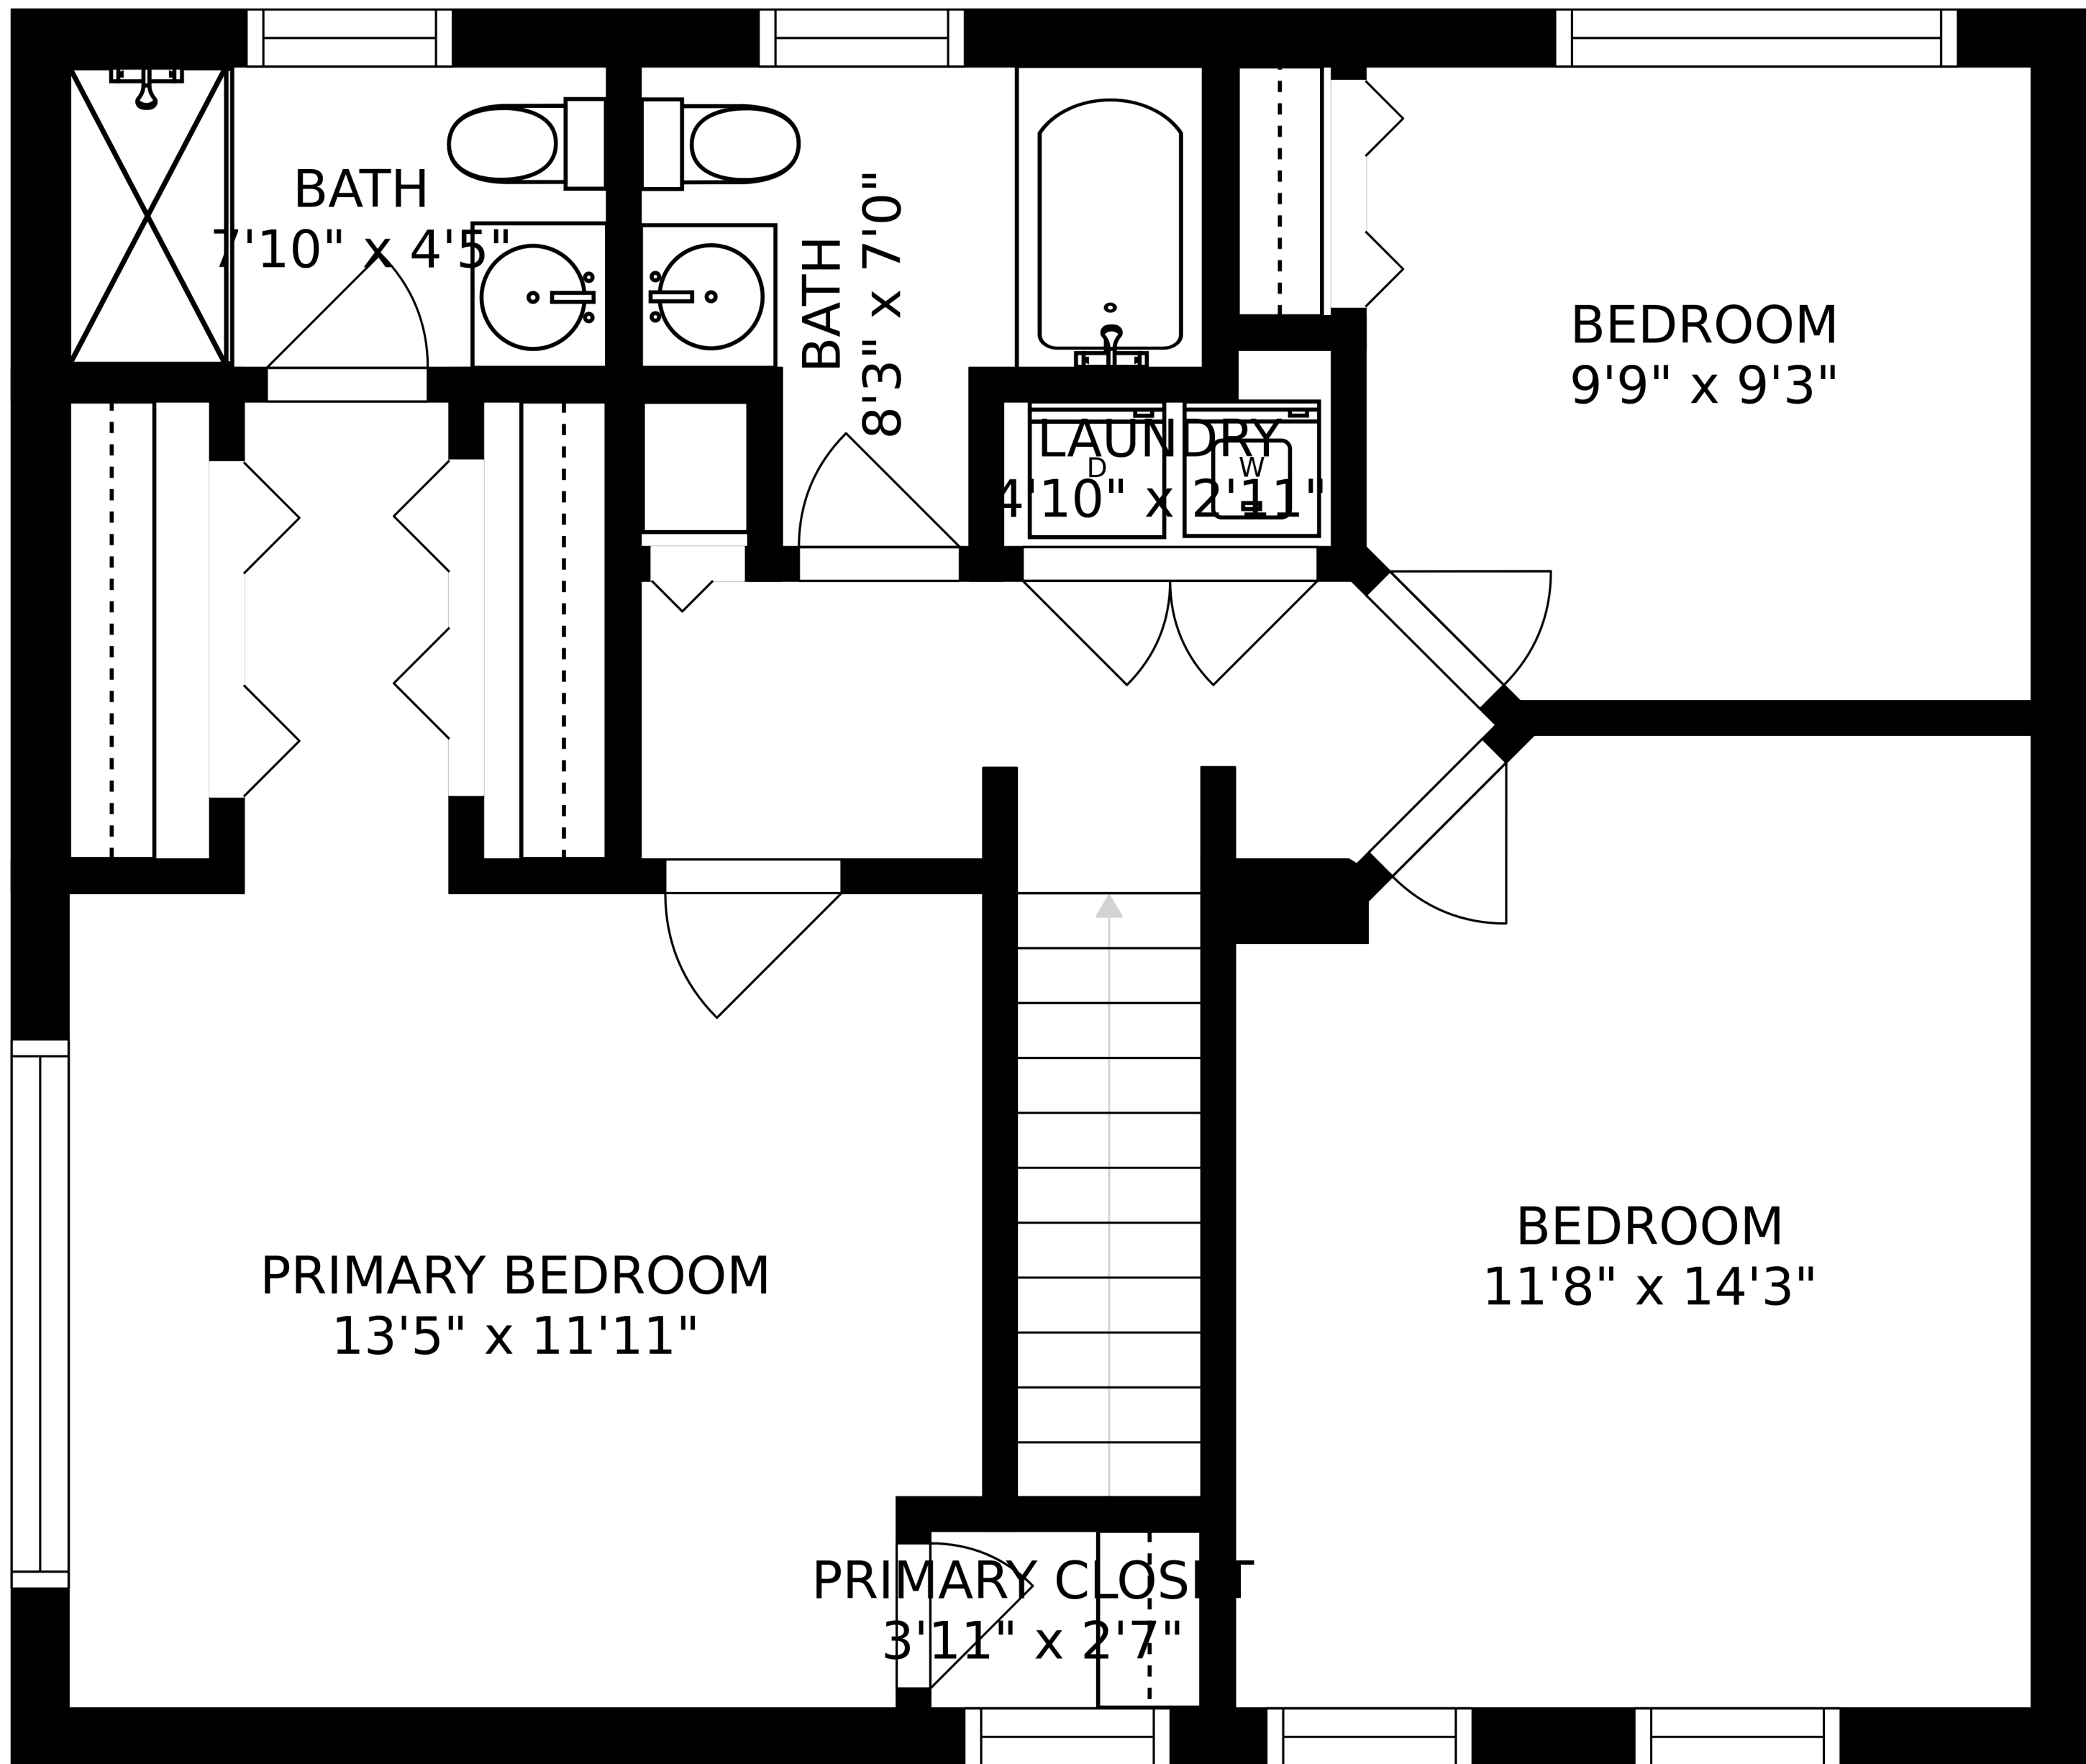 BATH
7'10" x 4'5"
BATH
8'3" x 7'0"
BEDROOM
9'9" x 9'3"
LAUNDRY
D
W
4'10" x 2'11"
BEDROOM
11'8" x 14'3"
PRIMARY BEDROOM
13'5" x 11'11"
PRIMARY CLOSET
3'11" x 2'7"